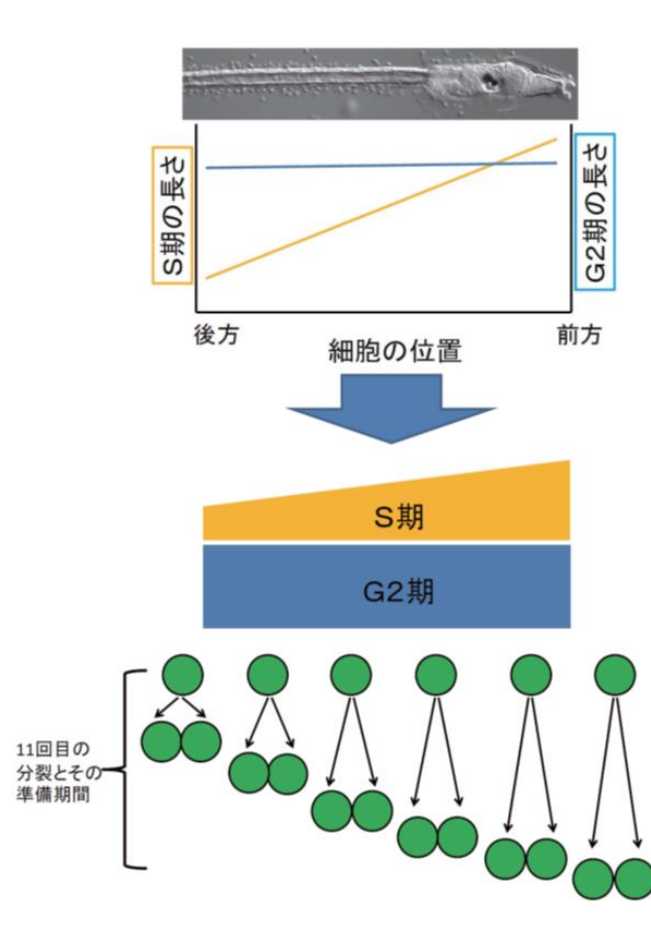 S期の長さ
G2期の長さ
後方
前方
細胞の位置
S期
G2期
11回目の
分裂とその
準備期間